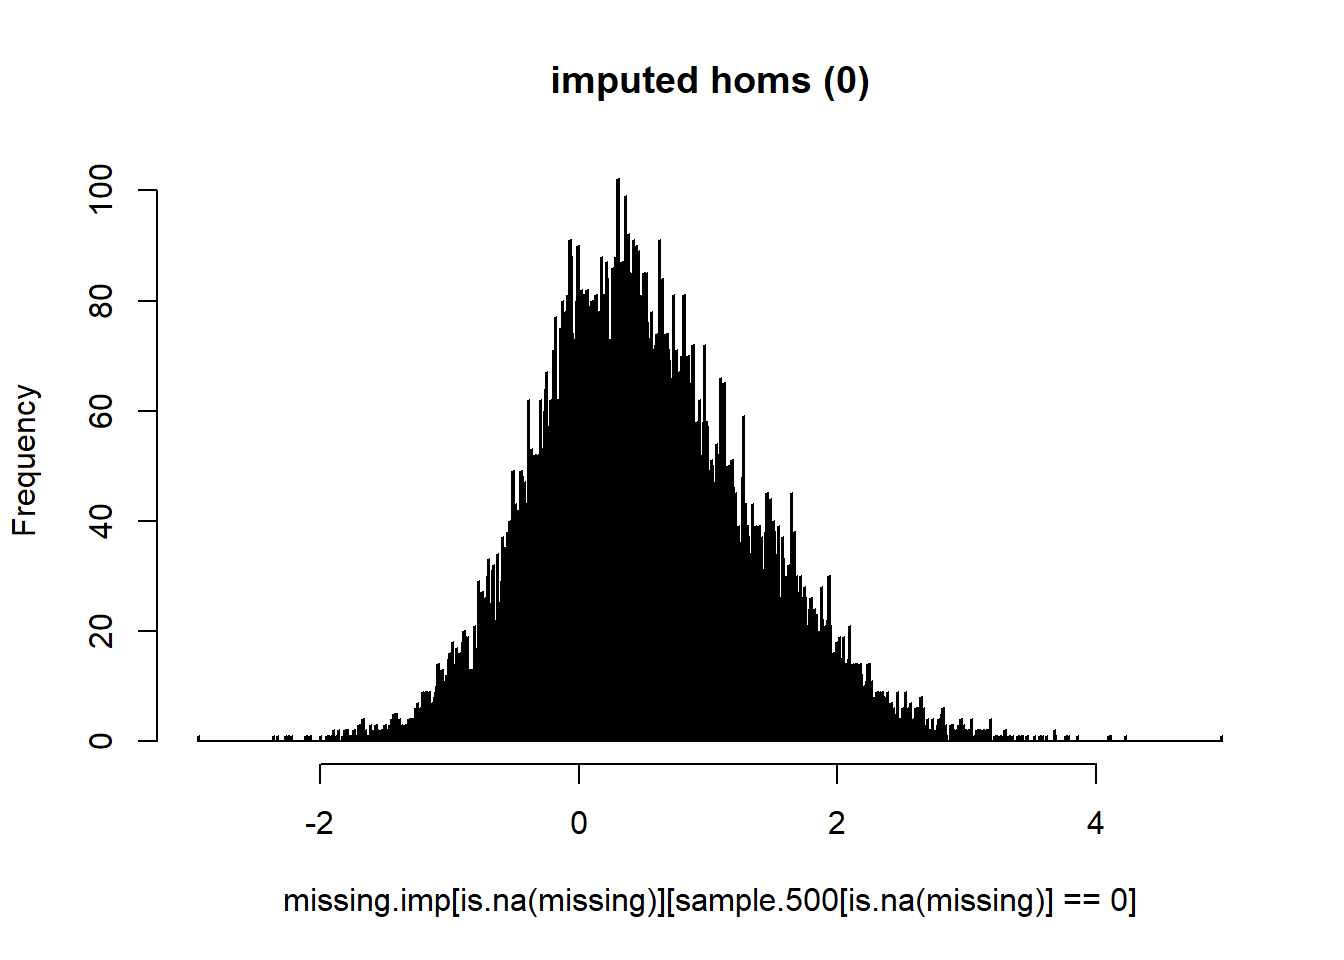 imputed homs (0)
Frequency
100
80
60
40
20
0
-2 0 2 4
missing.imp[is.na(missing)][sample.500[is.na(missing)] == 0]